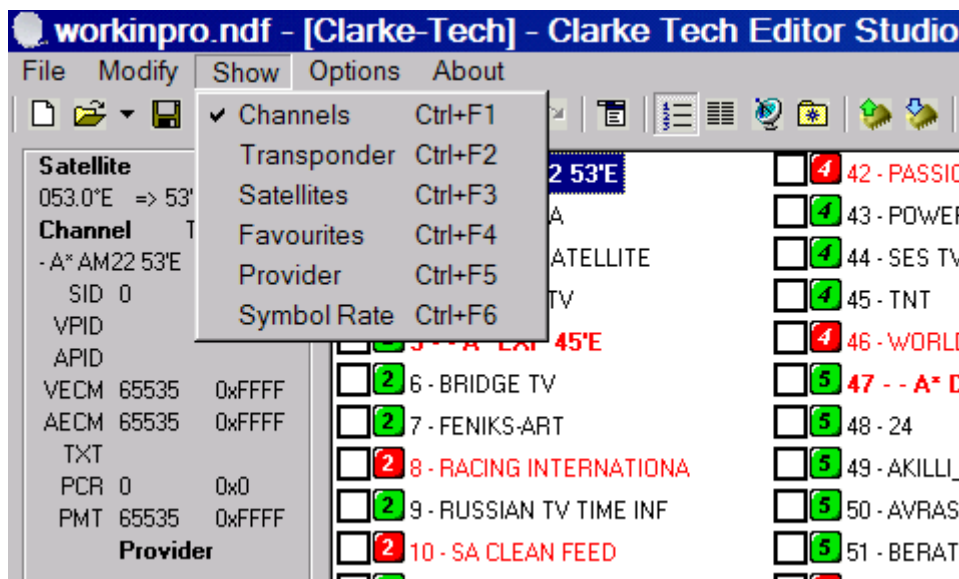 workinpro.ndf - [Clarke-Tech] - Clarke Tech Editor Studio
File Modify Show Options About
Channels Ctrl+F1
Transponder Ctrl+F2
Satellites Ctrl+F3
Favourites Ctrl+F4
Provider Ctrl+F5
Symbol Rate Ctrl+F6
Satellite
053.0°E => 53'
Channel T
- A* AM22 53'E
SID 0
VPID
APID
VECM 65535 0xFFFF
AECM 65535 0xFFFF
TXT
PCR 0 0x0
PMT 65535 0xFFFF
Provider
2 53'E
A
ATELLITE
TV
45'E
2 6 - BRIDGE TV
2 7 - FENIKS-ART
2 8 - RACING INTERNATIONA
2 9 - RUSSIAN TV TIME INF
2 10 - SA CLEAN FEED
4 42 - PASSIO
4 43 - POWER
4 44 - SES TV
4 45 - TNT
4 46 - WORLD
5 47 - - A* D
5 48 - 24
5 49 - AKILLI_
5 50 - AVRAS
5 51 - BERAT